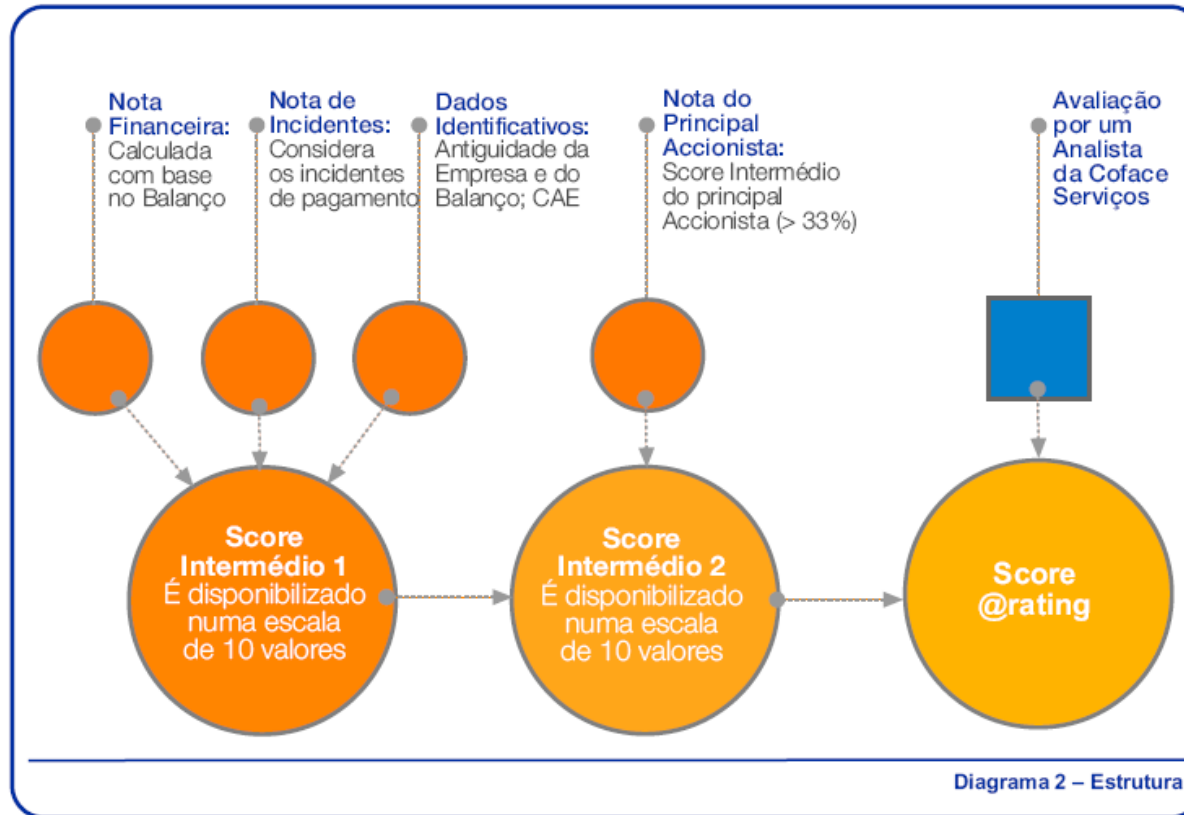 Nota
Financeira:
Calculada
com base
no Balanço
Nota de
Incidentes:
Considera
os incidentes
de pagamento
Dados
Identificativos:
Antiguidade da
Empresa e do
Balanço; CAE
Nota do
Principal
Accionista:
Score Intermédio
do principal
Accionista (> 33%)
Avaliação
por um
Analista
da Coface
Serviços
Score
Intermédio 1
É disponibilizado
numa escala
de 10 valores
Score
Intermédio 2
É disponibilizado
numa escala
de 10 valores
Score
@rating
Diagrama 2 – Estrutura